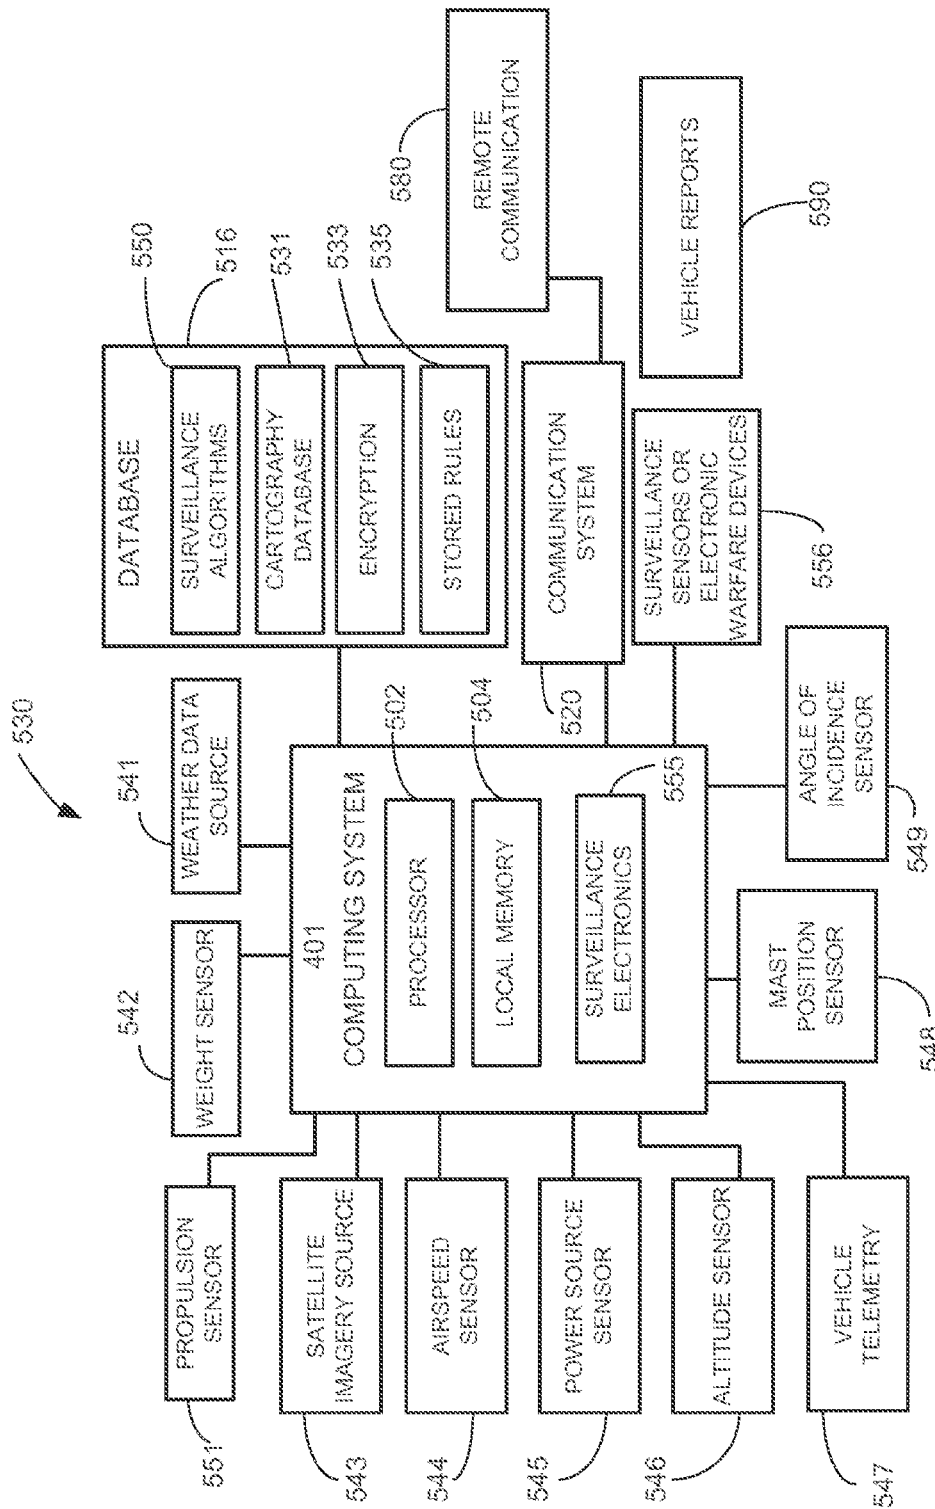 530
542
541
WEIGHT SENSOR
WEATHER DATA
SOURCE
551
PROPULSION
SENSOR
543
SATELLITE
IMAGERY SOURCE
544
AIRSPEED
SENSOR
545
POWER SOURCE
SENSOR
546
ALTITUDE SENSOR
547
VEHICLE
TELEMETRY
401
COMPUTING SYSTEM
502
PROCESSOR
504
LOCAL MEMORY
555
SURVEILLANCE
ELECTRONICS
548
MAST
POSITION
SENSOR
549
ANGLE OF
INCIDENCE
SENSOR
DATABASE
550
516
SURVEILLANCE
ALGORITHMS
531
CARTOGRAPHY
DATABASE
533
ENCRYPTION
535
STORED RULES
520
COMMUNICATION
SYSTEM
580
REMOTE
COMMUNICATION
556
SURVEILLANCE
SENSORS OR
ELECTRONIC
WARFARE DEVICES
590
VEHICLE REPORTS